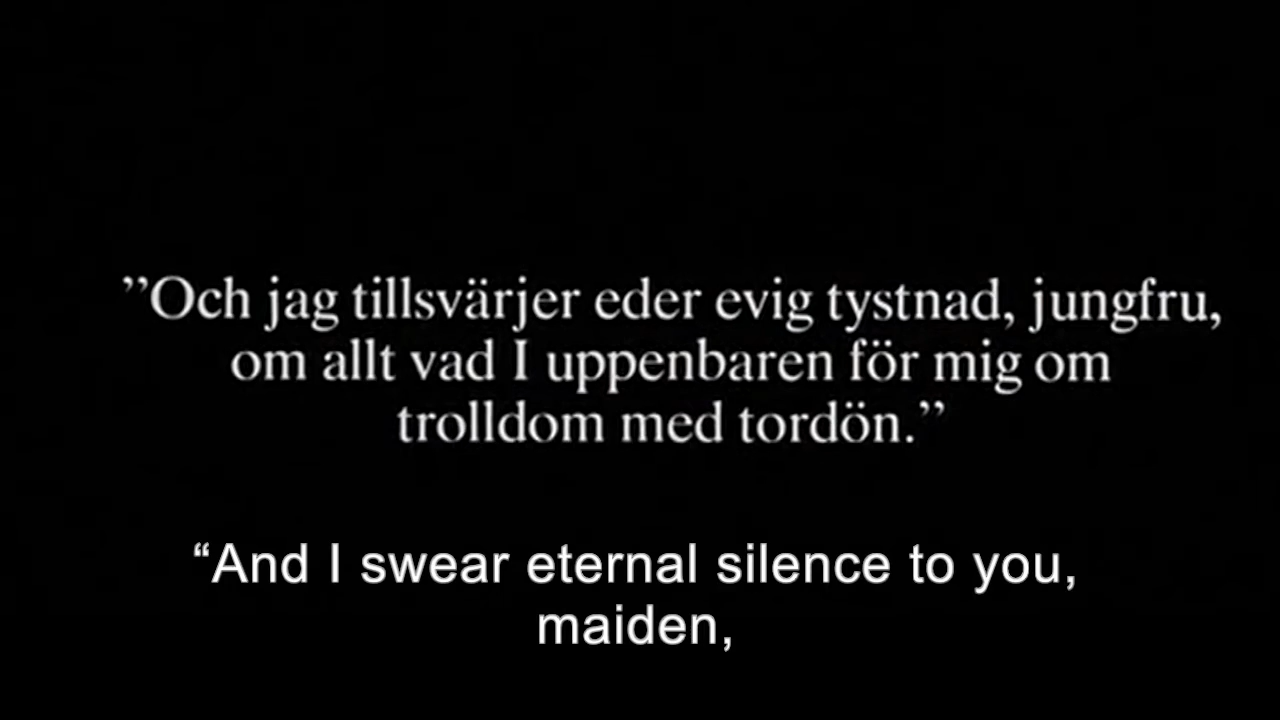 ”Och jag tillsvärjer eder evig tystnad, jungfru,
om allt vad I uppenbaren för mig om
trolldom med tordön.”
“And I swear eternal silence to you,
maiden,